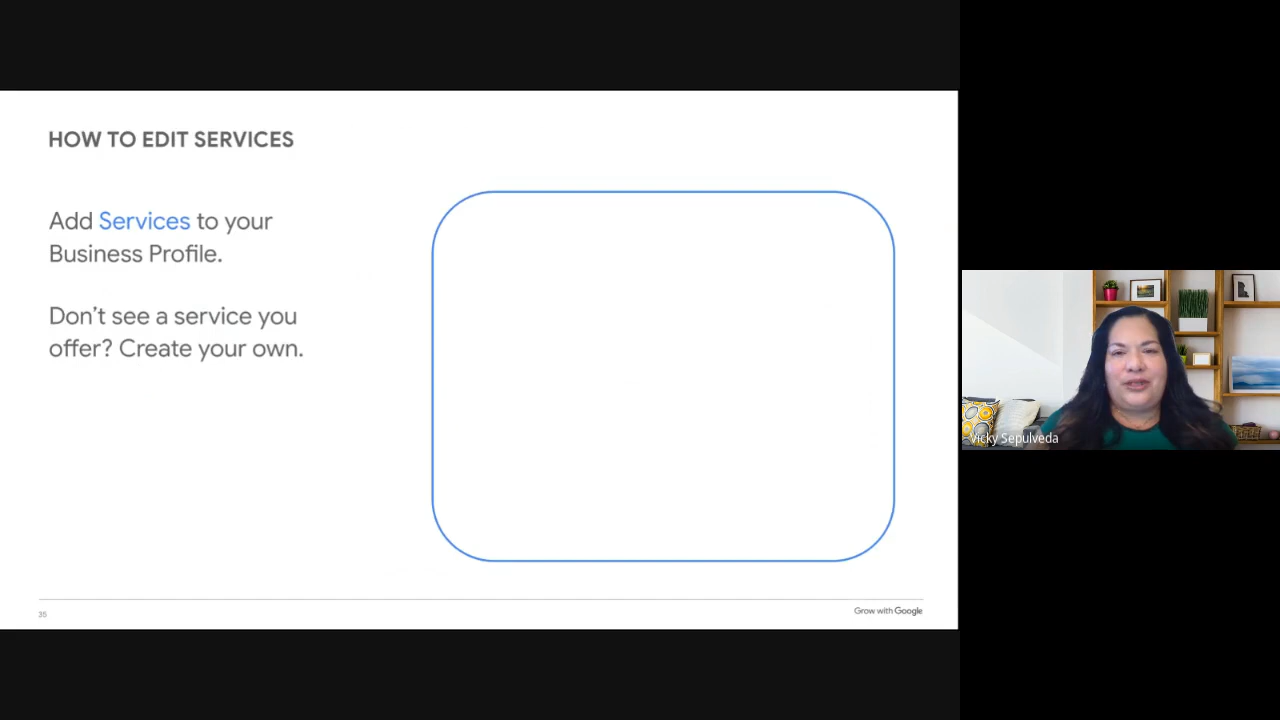 HOW TO EDIT SERVICES
Add Services to your
Business Profile.
Don't see a service you
offer? Create your own.
35
Grow with Google
Vicky Sepulveda